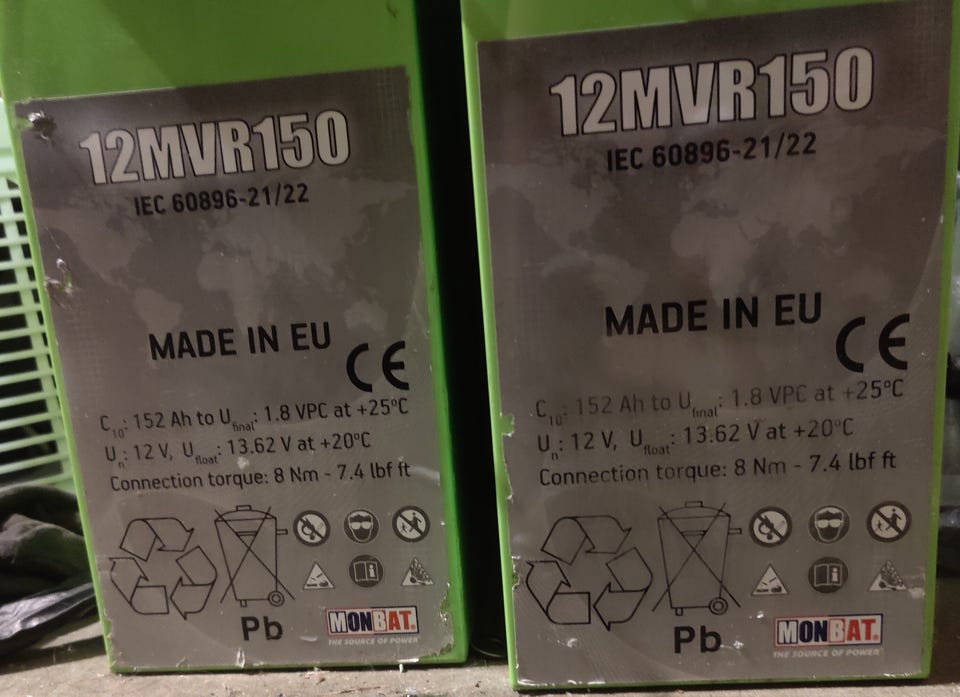 12MVR150
IEC 60896-21/22
MADE IN EU
CE
C10: 152 Ah to Ufinal: 1.8 VPC at +25°C
Un: 12 V, Ufloat: 13.62 V at +20°C
Connection torque: 8 Nm - 7.4 lbf ft
Pb
MONBAT®
THE SOURCE OF POWER
12MVR150
IEC 60896-21/22
MADE IN EU
CE
C10: 152 Ah to Ufinal: 1.8 VPC at +25°C
Un: 12 V, Ufloat: 13.62 V at +20°C
Connection torque: 8 Nm - 7.4 lbf ft
Pb
MONBAT®
THE SOURCE OF POWER